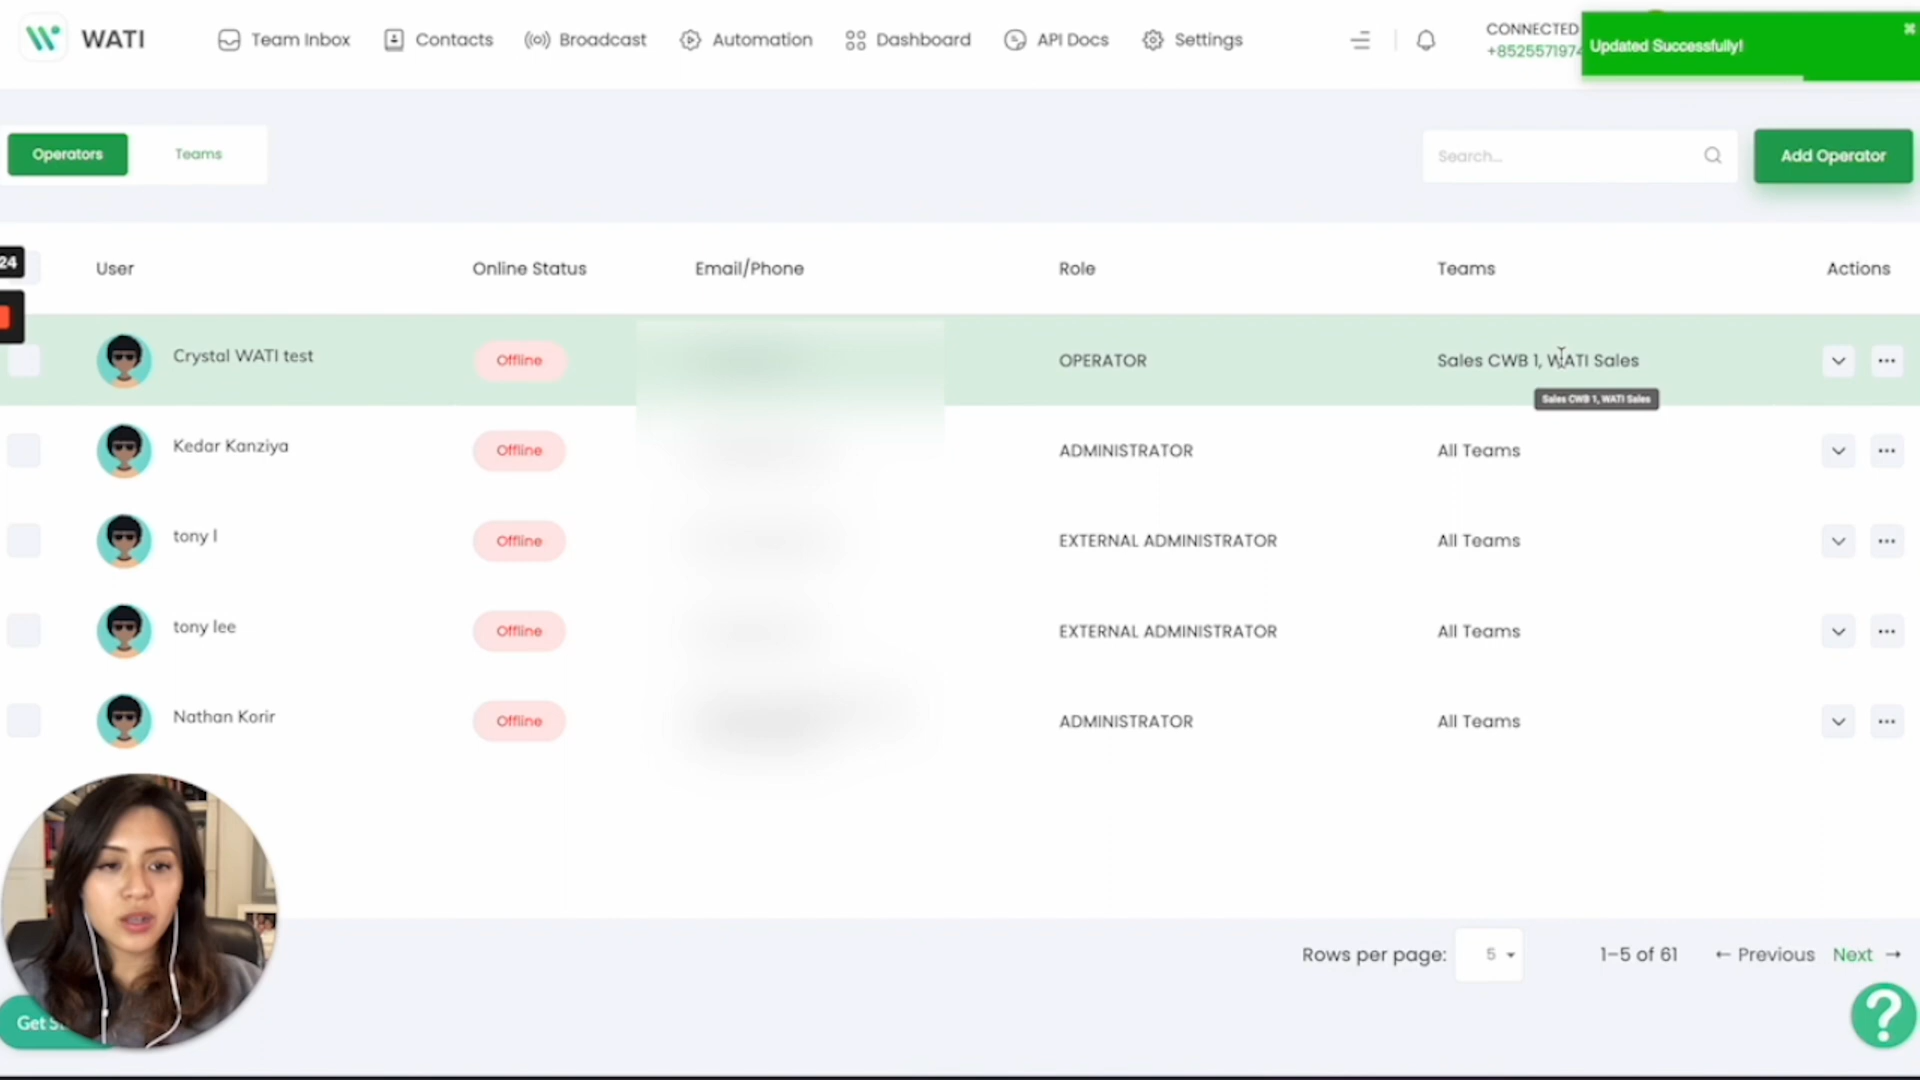 WATI
Team Inbox
Contacts
Broadcast
Automation
Dashboard
API Docs
Settings
CONNECTED
+8525571974
Updated Successfully!
Operators
Teams
Search...
Add Operator
24
User
Online Status
Email/Phone
Role
Teams
Actions
Crystal WATI test
Offline
OPERATOR
Sales CWB 1, WATI Sales
Sales CWB 1, WATI Sales
Kedar Kanziya
Offline
ADMINISTRATOR
All Teams
tony l
Offline
EXTERNAL ADMINISTRATOR
All Teams
tony lee
Offline
EXTERNAL ADMINISTRATOR
All Teams
Nathan Korir
Offline
ADMINISTRATOR
All Teams
Rows per page:
5
1-5 of 61
← Previous
Next →
Get
?